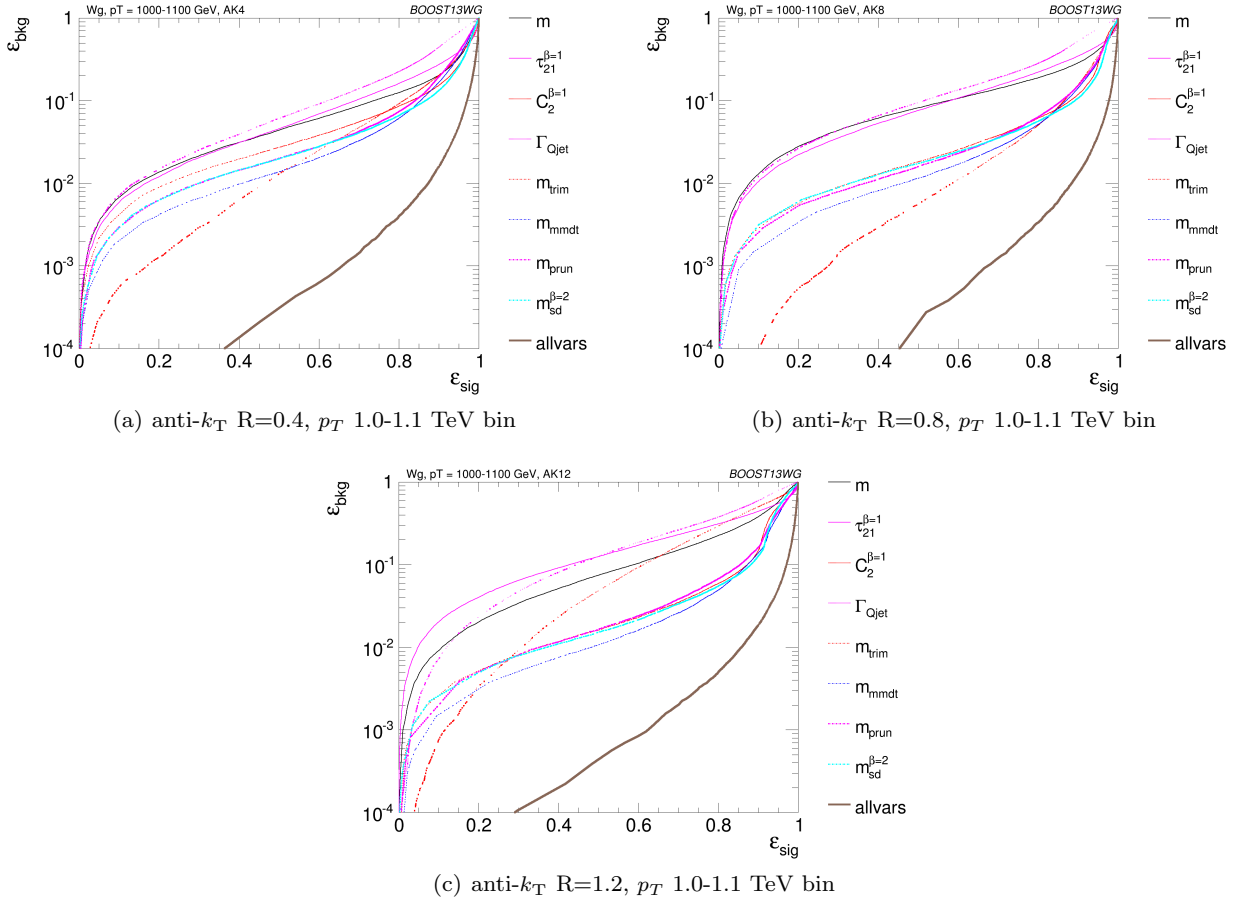 Wg, pT = 1000-1100 GeV, AK4 BOOST13WG
ε_bkg
1
10^-1
10^-2
10^-3
10^-4
0 0.2 0.4 0.6 0.8 1
ε_sig
m
τ_21^β=1
C_2^β=1
Γ_Qjet
m_trim
m_mmdt
m_prun
m_sd^β=2
allvars
(a) anti-k_T R=0.4, p_T 1.0-1.1 TeV bin
Wg, pT = 1000-1100 GeV, AK8 BOOST13WG
ε_bkg
1
10^-1
10^-2
10^-3
10^-4
0 0.2 0.4 0.6 0.8 1
ε_sig
m
τ_21^β=1
C_2^β=1
Γ_Qjet
m_trim
m_mmdt
m_prun
m_sd^β=2
allvars
(b) anti-k_T R=0.8, p_T 1.0-1.1 TeV bin
Wg, pT = 1000-1100 GeV, AK12 BOOST13WG
ε_bkg
1
10^-1
10^-2
10^-3
10^-4
0 0.2 0.4 0.6 0.8 1
ε_sig
m
τ_21^β=1
C_2^β=1
Γ_Qjet
m_trim
m_mmdt
m_prun
m_sd^β=2
allvars
(c) anti-k_T R=1.2, p_T 1.0-1.1 TeV bin